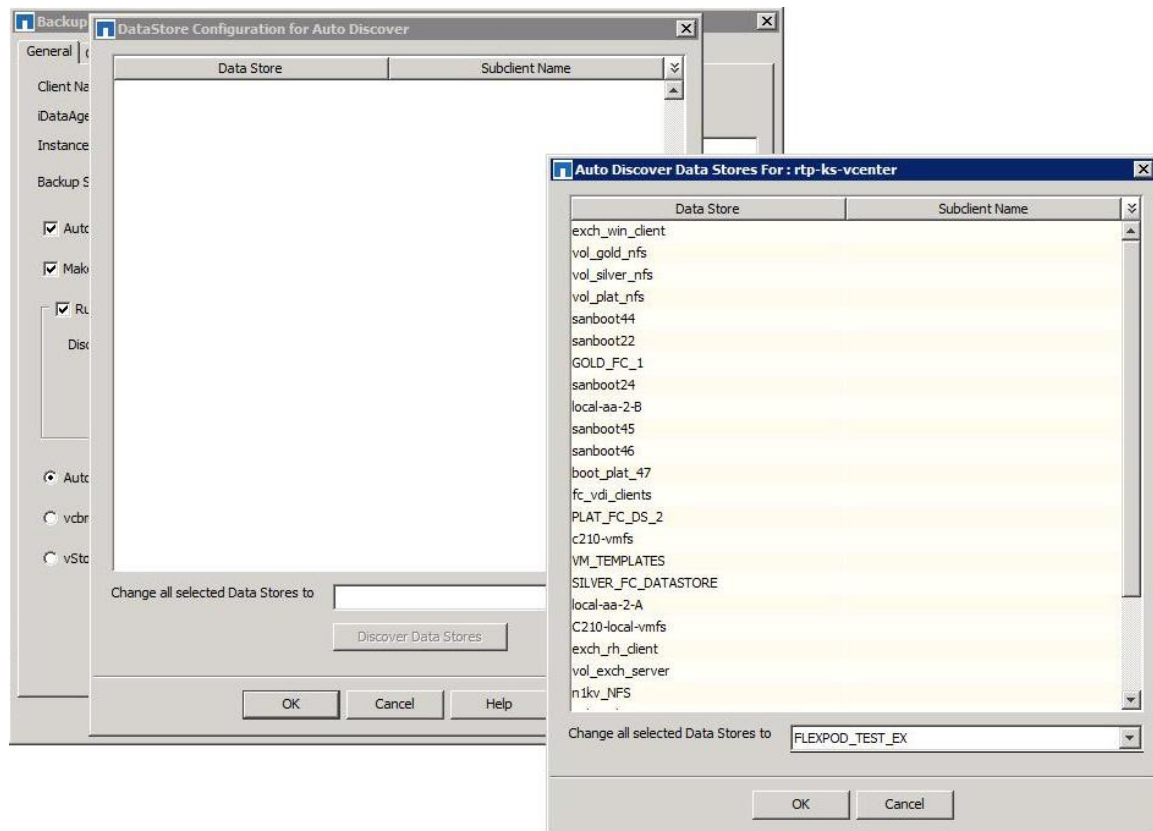 Backup
General
Client Na
iDataAge
Instance
Backup S
Auto
Make
Ru
Disc
Auto
vcbr
vSto
DataStore Configuration for Auto Discover
Data Store Subclient Name
Change all selected Data Stores to
Discover Data Stores
OK Cancel Help
Auto Discover Data Stores For : rtp-ks-vcenter
Data Store Subclient Name
exch_win_client
vol_gold_nfs
vol_silver_nfs
vol_plat_nfs
sanboot44
sanboot22
GOLD_FC_1
sanboot24
local-aa-2-B
sanboot45
sanboot46
boot_plat_47
fc_vdi_clients
PLAT_FC_DS_2
c210-vmfs
VM_TEMPLATES
SILVER_FC_DATASTORE
local-aa-2-A
C210-local-vmfs
exch_rh_client
vol_exch_server
n1kv_NFS
Change all selected Data Stores to FLEXPOD_TEST_EX
OK Cancel